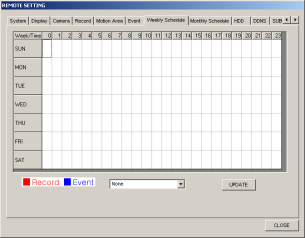 REMOTE SETTING
System Display Camera Record Motion Area Event Weekly Schedule Monthly Schedule HDD DDNS SUB
Week/Time 0 1 2 3 4 5 6 7 8 9 10 11 12 13 14 15 16 17 18 19 20 21 22 23
SUN
MON
TUE
WED
THU
FRI
SAT
Record Event None UPDATE
CLOSE